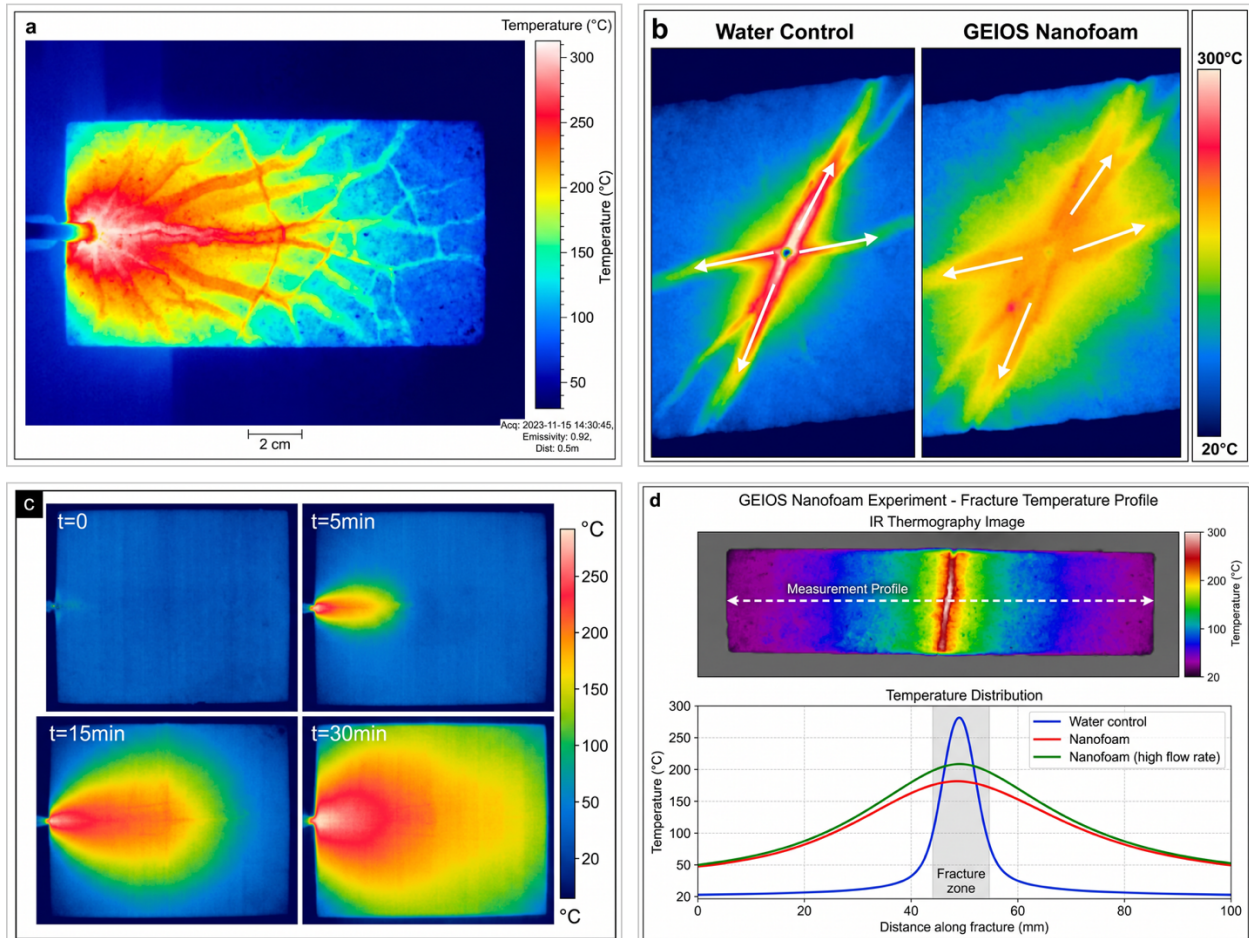 a
Temperature (°C)
300
250
200
150
100
50
Temperature (°C)
2 cm
Acq: 2023-11-15 14:30:45,
Emissivity: 0.92,
Dist: 0.5m
b
Water Control
GEIOS Nanofoam
300°C
20°C
c
t=0
t=5min
t=15min
t=30min
°C
250
200
150
100
50
20
°C
d
GEIOS Nanofoam Experiment - Fracture Temperature Profile
IR Thermography Image
Measurement Profile
300
200
100
20
Temperature (°C)
Temperature Distribution
300
250
200
150
100
50
20
Temperature (°C)
Water control
Nanofoam
Nanofoam (high flow rate)
Fracture
zone
0
20
40
60
80
100
Distance along fracture (mm)